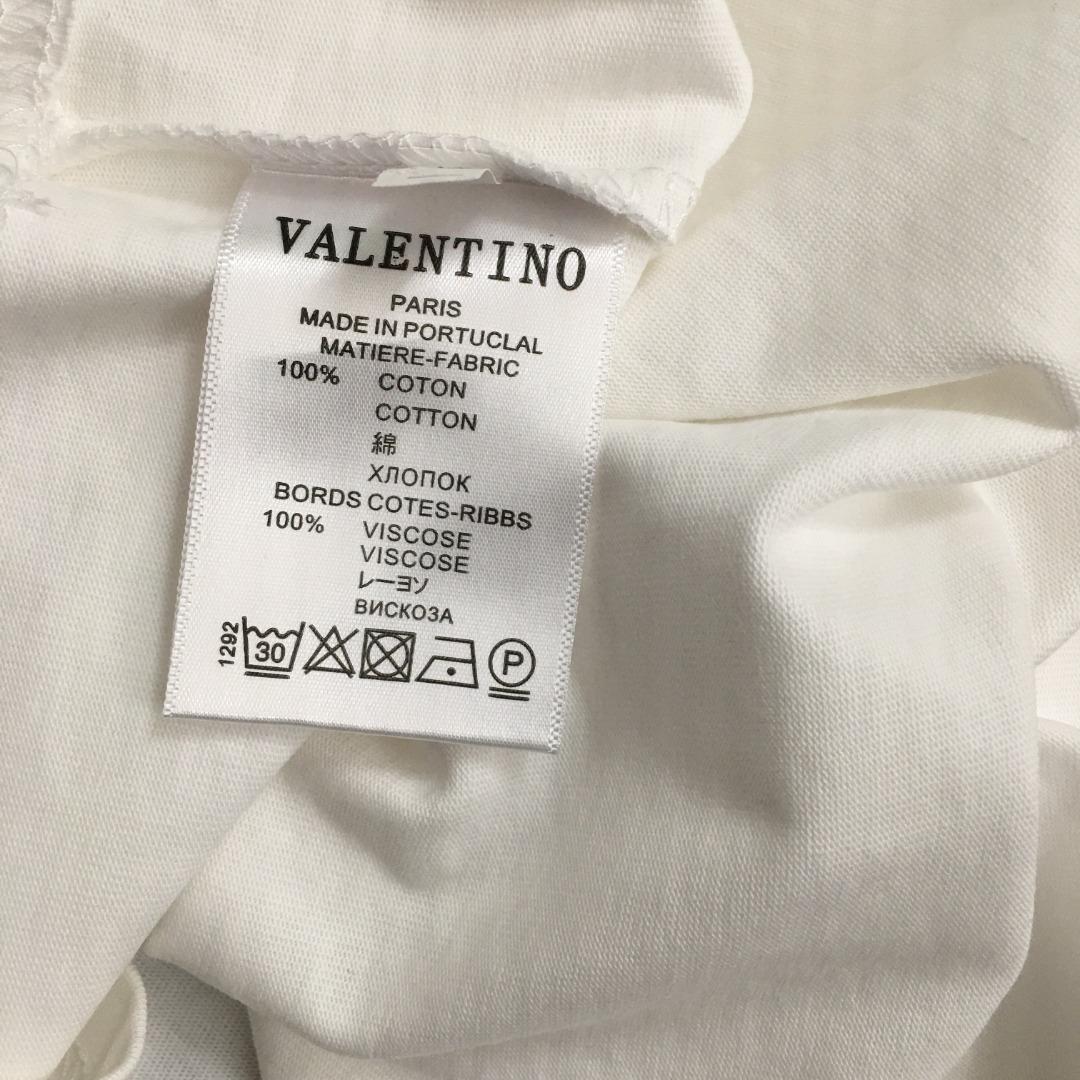 VALENTINO
PARIS
MADE IN PORTUCLAL
MATIERE-FABRIC
100% COTON
COTTON
綿
ХЛОПОК
BORDS COTES-RIBBS
100% VISCOSE
VISCOSE
レーヨソ
ВИСКОЗА
1292 30 P